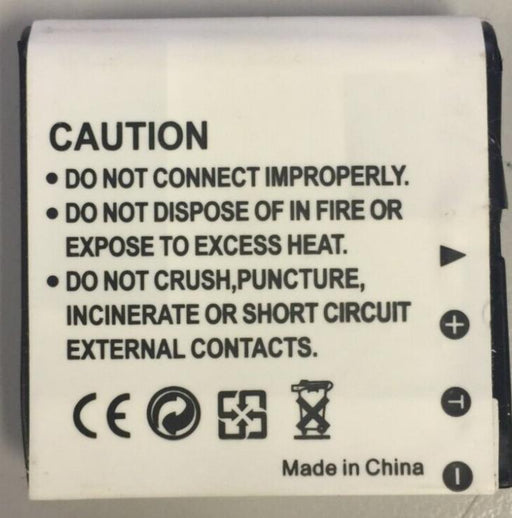 CAUTION
• DO NOT CONNECT IMPROPERLY.
• DO NOT DISPOSE OF IN FIRE OR
EXPOSE TO EXCESS HEAT.
• DO NOT CRUSH,PUNCTURE,
INCINERATE OR SHORT CIRCUIT
EXTERNAL CONTACTS.
+
T
CE
Made in China
−